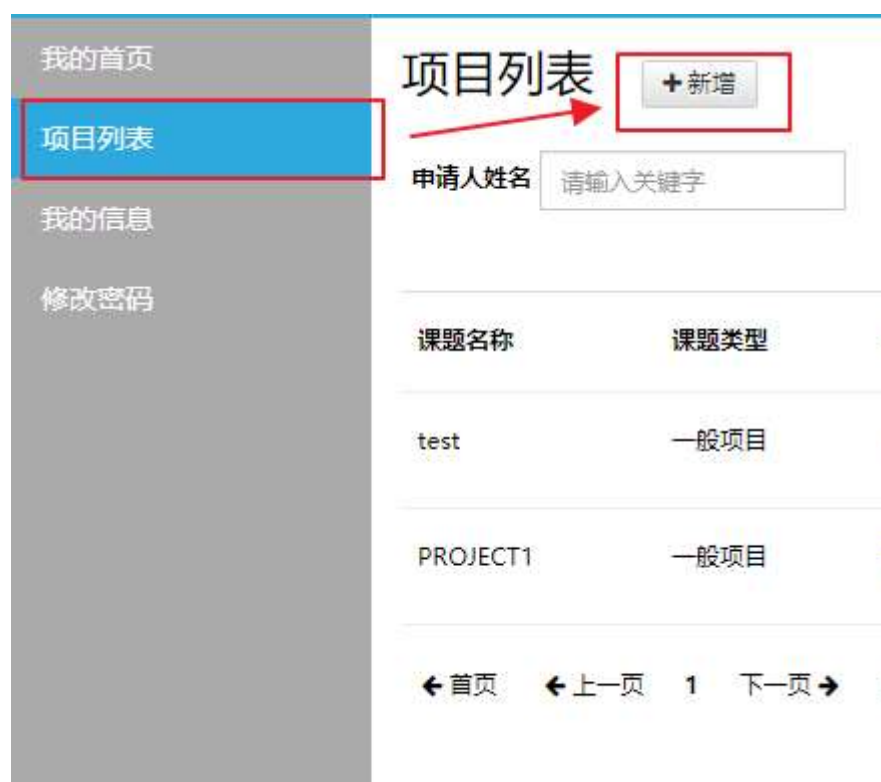 我的首页
项目列表
我的信息
修改密码
项目列表 新增
申请人姓名 请输入关键字
课题名称 课题类型
test 一般项目
PROJECT1 一般项目
首页 上一页 1 下一页